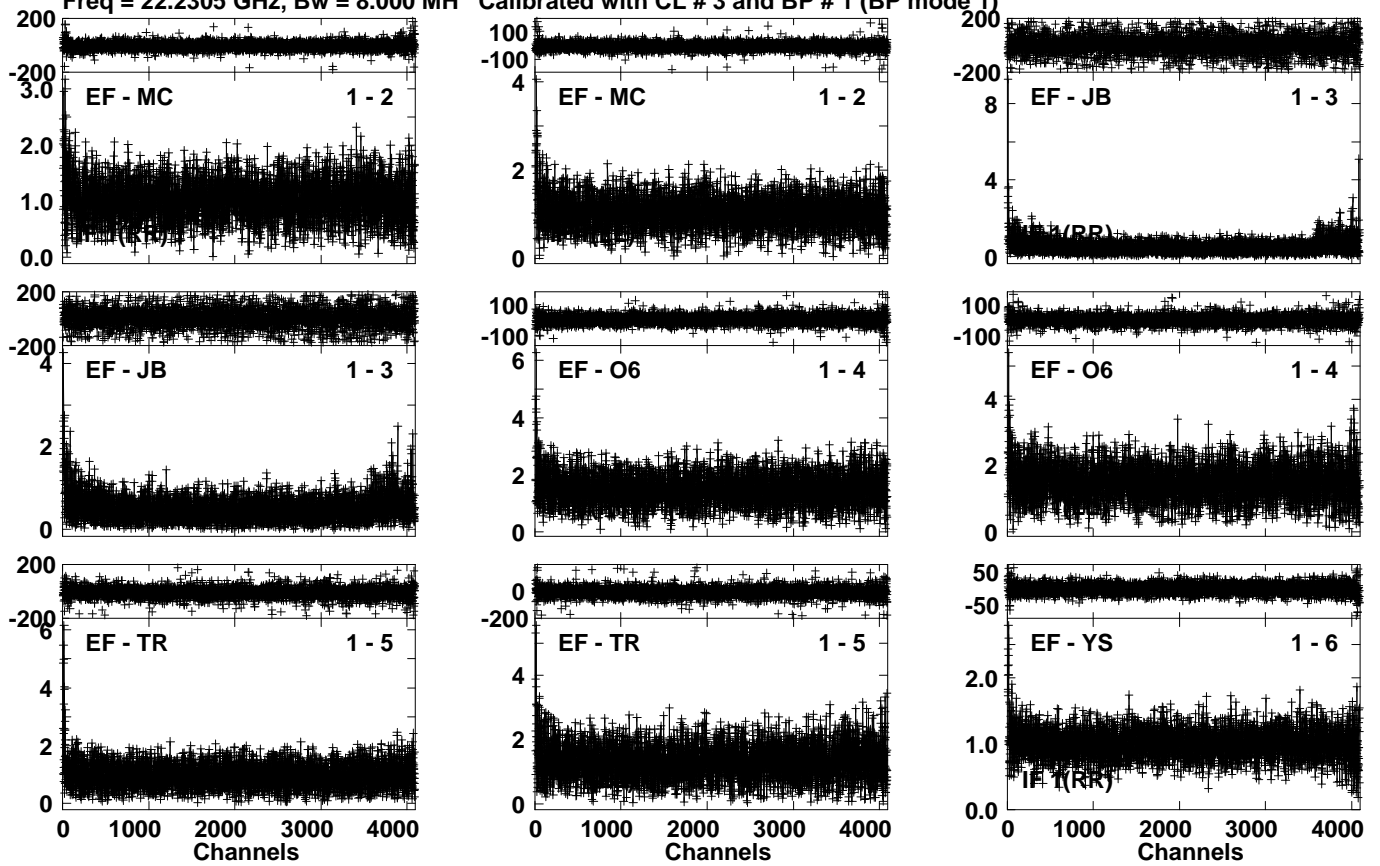 Freq = 22.2305 GHz, Bw = 8.000 MH Calibrated with CL # 3 and BP # 1 (BP mode 1)
200
-200
100
-100
200
-200
EF - MC 1 - 2
3.0
2.0
1.0
0.0
EF - MC 1 - 2
4
2
0
EF - JB 1 - 3
8
4
0
IF 1(RR)
200
-200
100
-100
100
-100
EF - JB 1 - 3
4
2
0
EF - O6 1 - 4
6
4
2
0
EF - O6 1 - 4
4
2
0
200
-200
0
-200
50
-50
EF - TR 1 - 5
6
4
2
0
EF - TR 1 - 5
4
2
0
EF - YS 1 - 6
2.0
1.0
0.0
IF 1(RR)
0 1000 2000 3000 4000
0 1000 2000 3000 4000
0 1000 2000 3000 4000
Channels
Channels
Channels